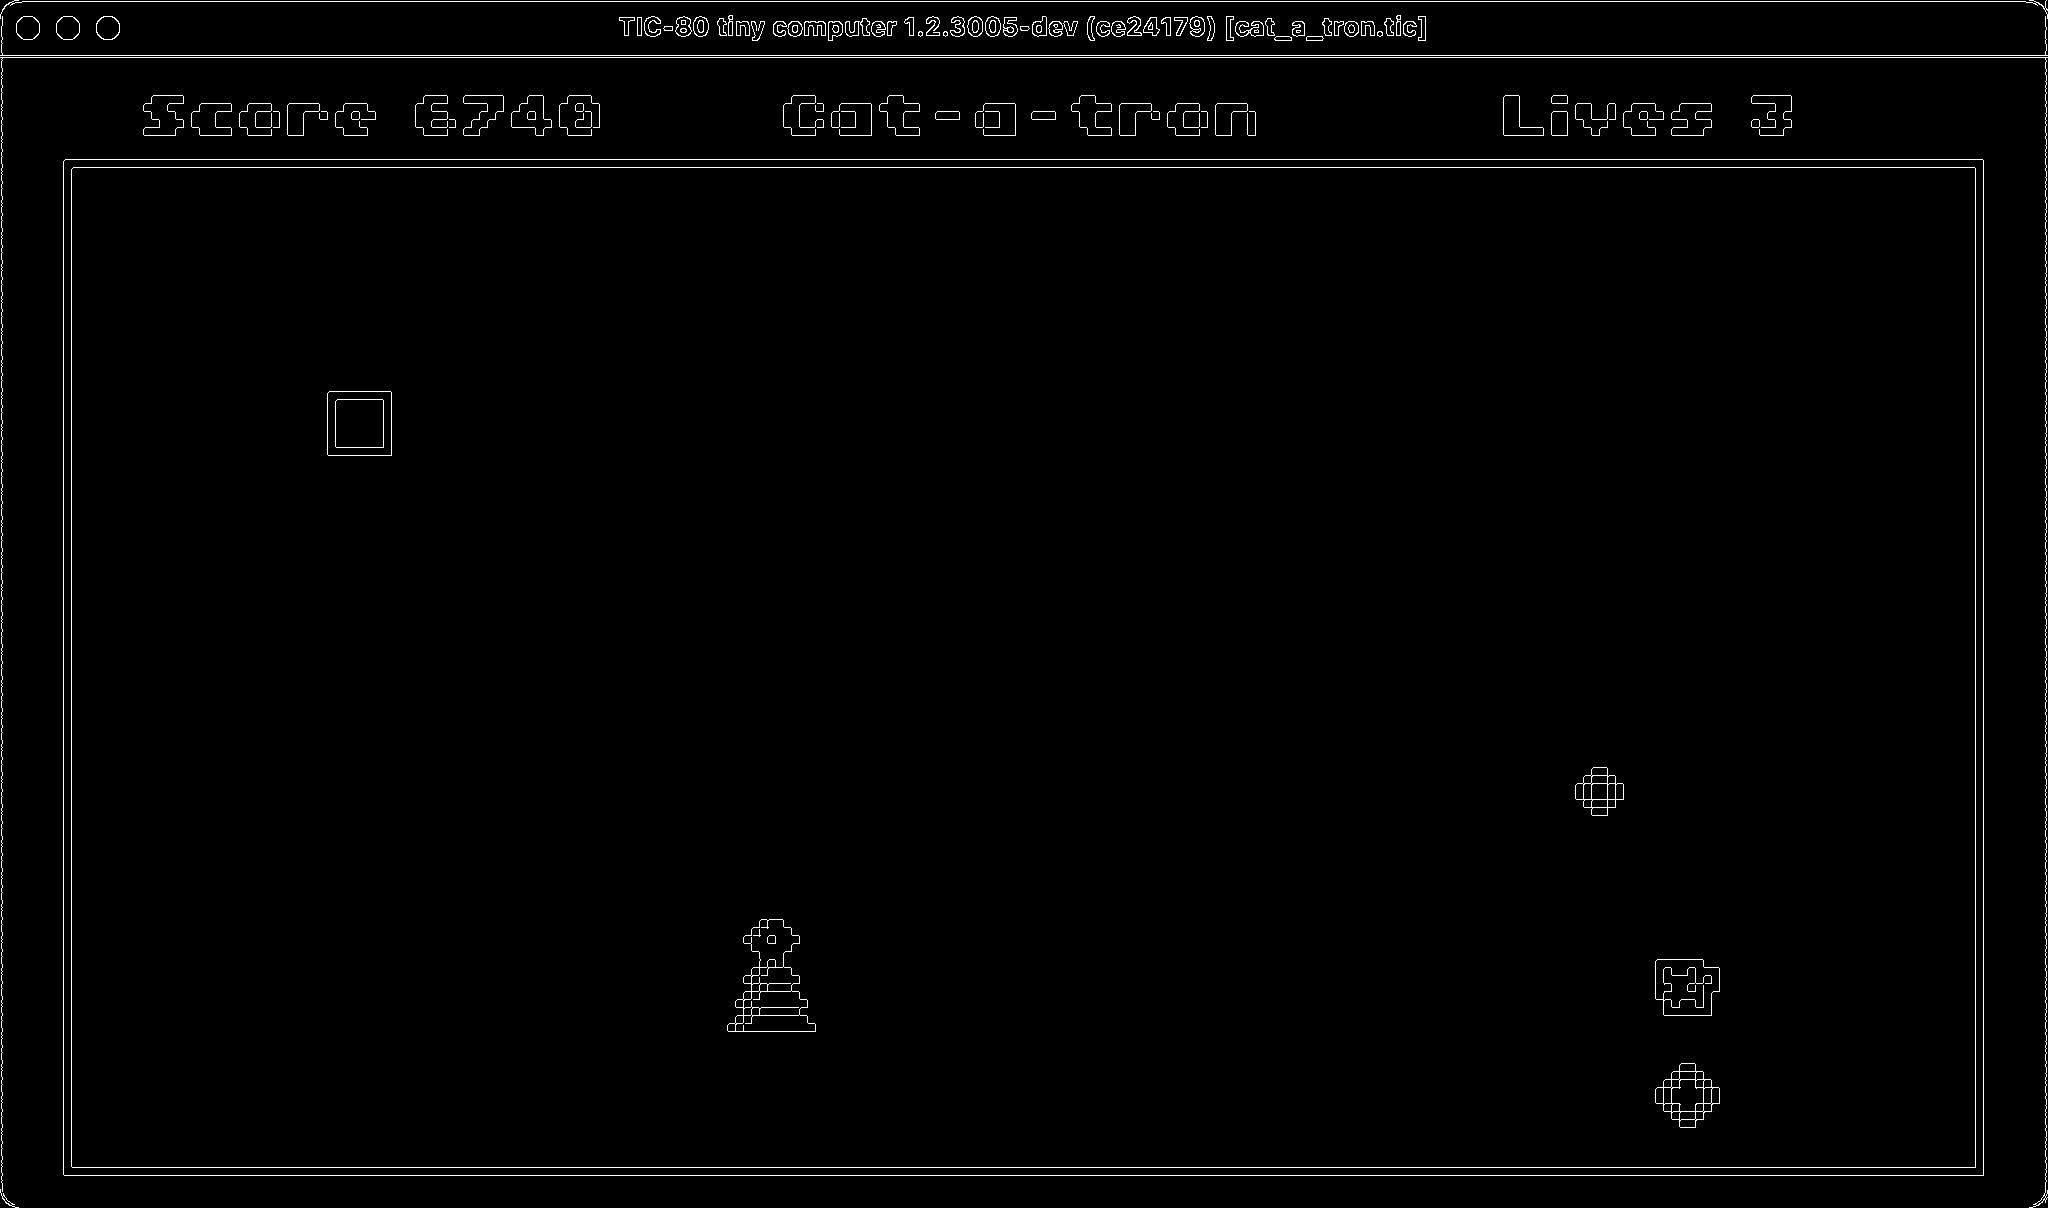 TIC-80 tiny computer 1.2.3005-dev (ce24179) [cat_a_tron.tic]
Score 6740 Cat-a-tron Lives 3